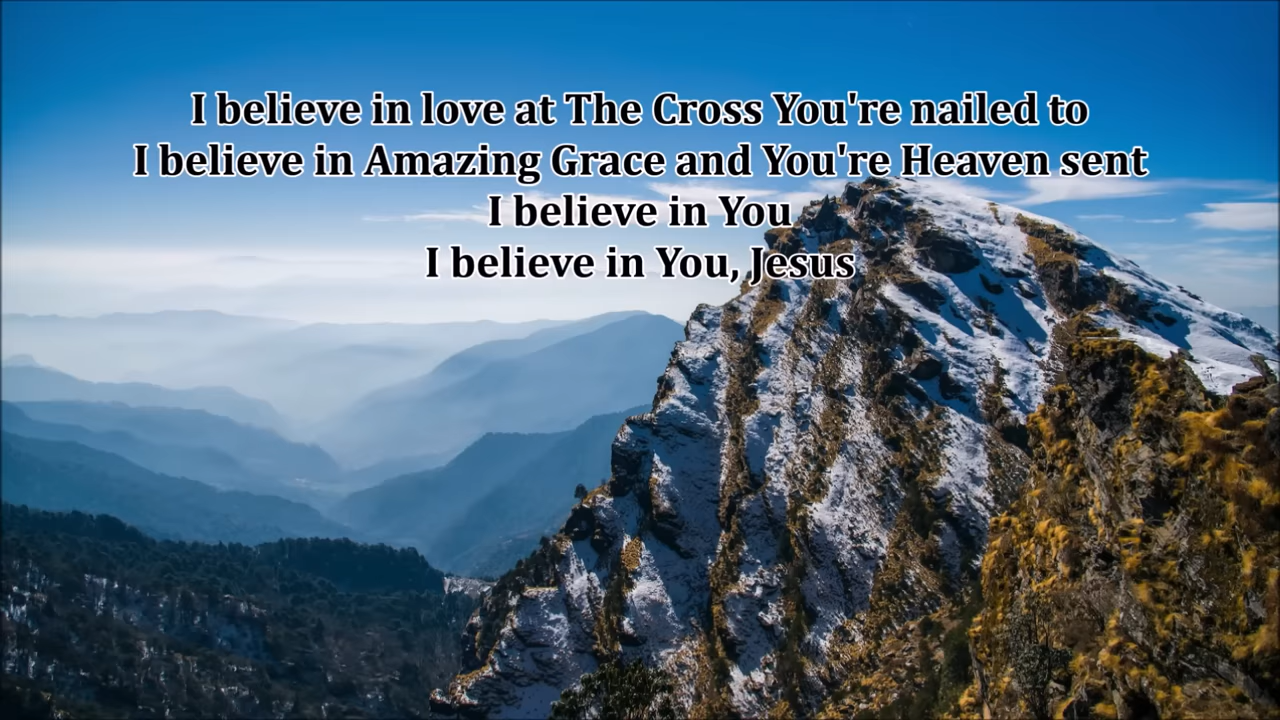 I believe in love at The Cross You're nailed to
I believe in Amazing Grace and You're Heaven sent
I believe in You
I believe in You, Jesus